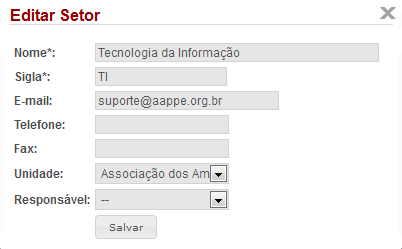 Editar Setor
Nome*: Tecnologia da Informação
Sigla*: TI
E-mail: suporte@aappe.org.br
Telefone:
Fax:
Unidade: Associação dos Am
Responsável: --
Salvar